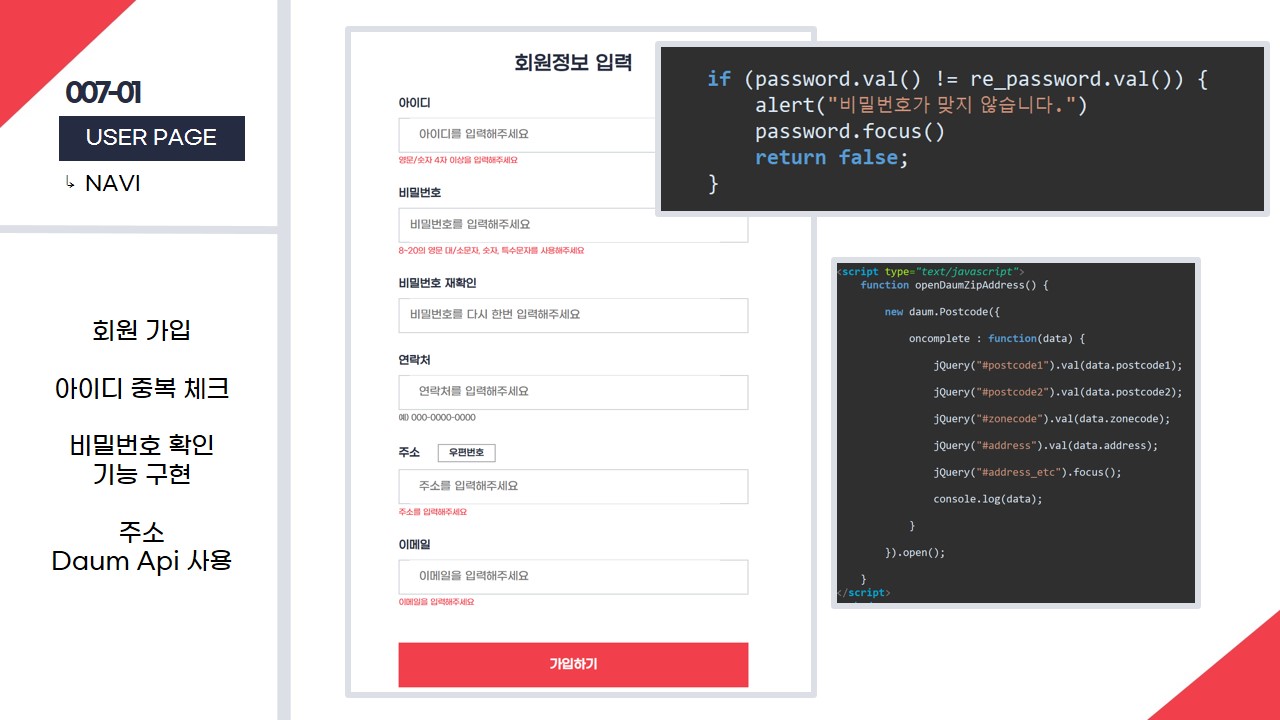 007-01
USER PAGE
↳ NAVI
회원 가입
아이디 중복 체크
비밀번호 확인
기능 구현
주소
Daum Api 사용
회원정보 입력
아이디
아이디를 입력해주세요
영문/숫자 4자 이상을 입력해주세요
비밀번호
비밀번호를 입력해주세요
8~20의 영문 대/소문자, 숫자, 특수문자를 사용해주세요
비밀번호 재확인
비밀번호를 다시 한번 입력해주세요
연락처
연락처를 입력해주세요
예) 000-0000-0000
주소 우편번호
주소를 입력해주세요
주소를 입력해주세요
이메일
이메일을 입력해주세요
이메일을 입력해주세요
가입하기
if (password.val() != re_password.val()) {
alert("비밀번호가 맞지 않습니다.")
password.focus()
return false;
}
<script type="text/javascript">
function openDaumZipAddress() {
new daum.Postcode({
oncomplete : function(data) {
jQuery("#postcode1").val(data.postcode1);
jQuery("#postcode2").val(data.postcode2);
jQuery("#zonecode").val(data.zonecode);
jQuery("#address").val(data.address);
jQuery("#address_etc").focus();
console.log(data);
}
}).open();
}
</script>